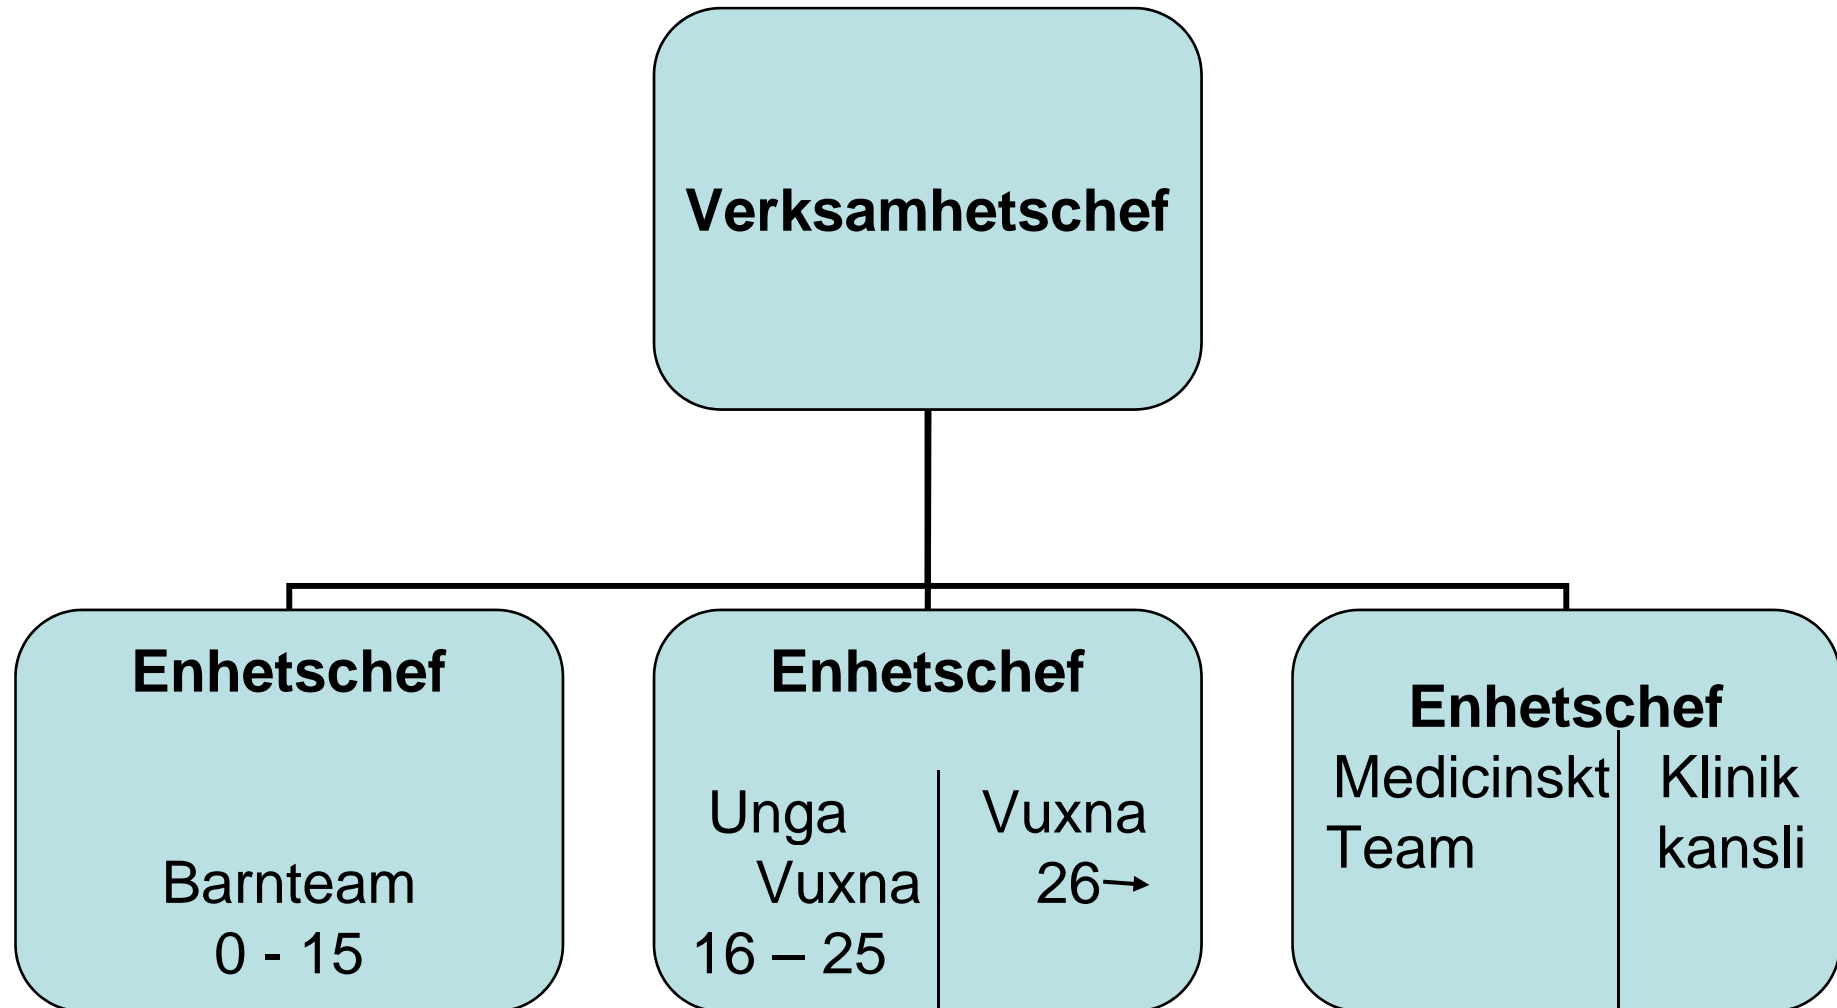 Verksamhetschef
Enhetschef
Barnteam
0 - 15
Enhetschef
Unga
Vuxna
16 – 25
Vuxna
26→
Enhetschef
Medicinskt
Team
Klinik
kansli